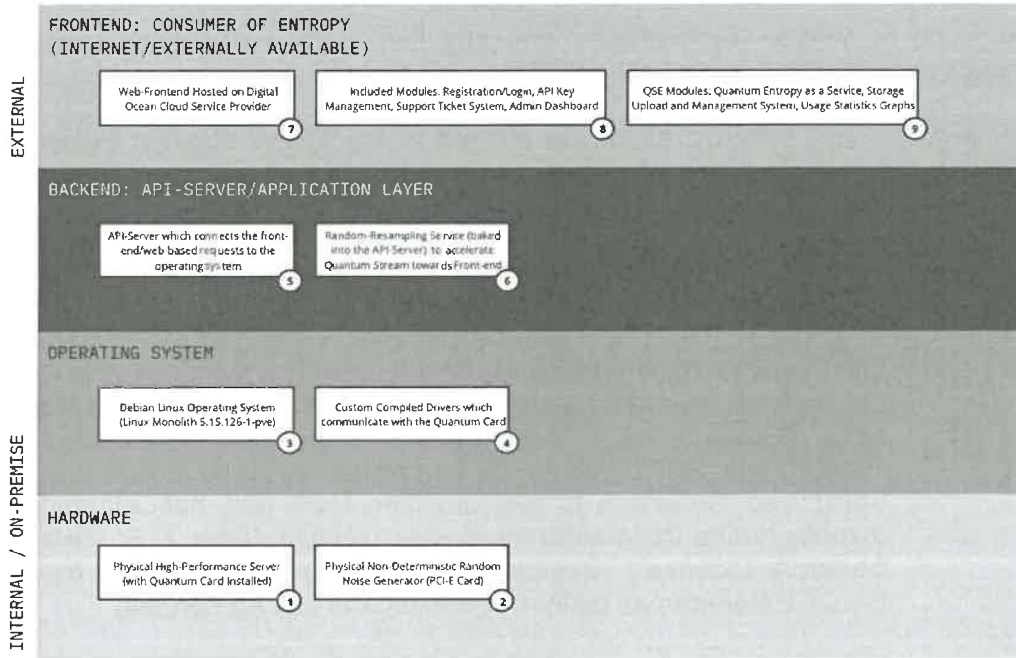 FRONTEND: CONSUMER OF ENTROPY
(INTERNET/EXTERNALLY AVAILABLE)
EXTERNAL
Web-Frontend Hosted on Digital
Ocean Cloud Service Provider
7
Included Modules: Registration/Login, API Key
Management, Support Ticket System, Admin Dashboard
8
QSE Modules: Quantum Entropy as a Service, Storage
Upload and Management System, Usage Statistics Graphs
9
BACKEND: API-SERVER/APPLICATION LAYER
API-Server which connects the front-
end/web-based requests to the
operating system
5
Random-Resampling Service (baked
into the API-Server) to accelerate
Quantum Stream towards Front-end
6
INTERNAL / ON-PREMISE
OPERATING SYSTEM
Debian Linux Operating System
(Linux Monolith 5.15.126-1-pve)
3
Custom Compiled Drivers which
communicate with the Quantum Card
4
HARDWARE
Physical High-Performance Server
(with Quantum Card Installed)
1
Physical Non-Deterministic Random
Noise Generator (PCI-E Card)
2